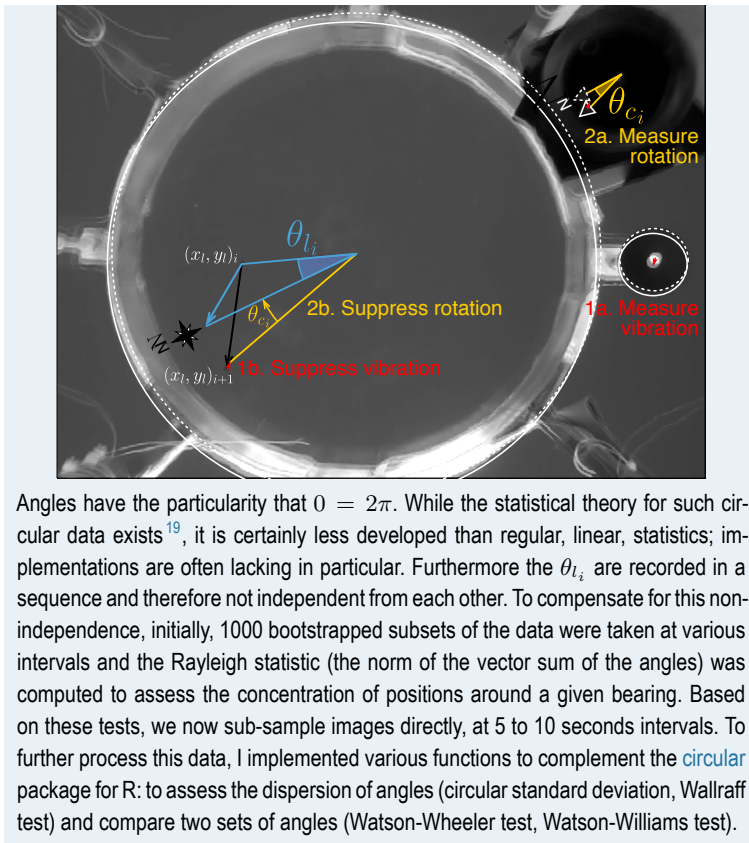 N
θ_{c_i}
2a. Measure
rotation
θ_{l_i}
(x_l, y_l)_i
2b. Suppress rotation
1a. Measure
vibration
θ_{c_i}
N
(x_l, y_l)_{i+1}
1b. Suppress vibration
Angles have the particularity that 0 = 2π. While the statistical theory for such cir-
cular data exists 19, it is certainly less developed than regular, linear, statistics; im-
plementations are often lacking in particular. Furthermore the θ_{l_i} are recorded in a
sequence and therefore not independent from each other. To compensate for this non-
independence, initially, 1000 bootstrapped subsets of the data were taken at various
intervals and the Rayleigh statistic (the norm of the vector sum of the angles) was
computed to assess the concentration of positions around a given bearing. Based
on these tests, we now sub-sample images directly, at 5 to 10 seconds intervals. To
further process this data, I implemented various functions to complement the circular
package for R: to assess the dispersion of angles (circular standard deviation, Wallraff
test) and compare two sets of angles (Watson-Wheeler test, Watson-Williams test).